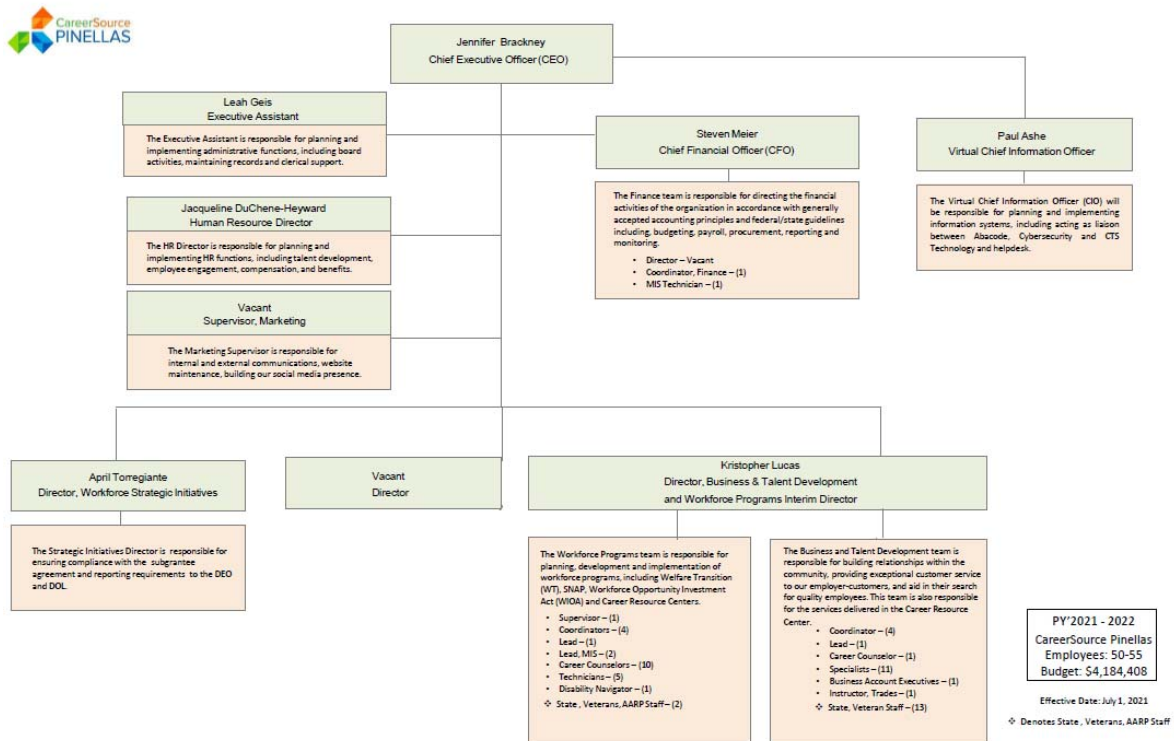 CareerSource
PINELLAS
Jennifer Brackney
Chief Executive Officer (CEO)
Leah Geis
Executive Assistant
The Executive Assistant is responsible for planning and
implementing administrative functions, including board
activities, maintaining records and clerical support.
Steven Meier
Chief Financial Officer (CFO)
The Finance team is responsible for directing the financial
activities of the organization in accordance with generally
accepted accounting principles and federal/state guidelines
including, budgeting, payroll, procurement, reporting and
monitoring.
• Director – Vacant
• Coordinator, Finance – (1)
• MIS Technician – (1)
Paul Ashe
Virtual Chief Information Officer
The Virtual Chief Information Officer (CIO) will
be responsible for planning and implementing
information systems, including acting as liaison
between Abacode, Cybersecurity and CTS
Technology and helpdesk.
Jacqueline DuChene-Heyward
Human Resource Director
The HR Director is responsible for planning and
implementing HR functions, including talent development,
employee engagement, compensation, and benefits.
Vacant
Supervisor, Marketing
The Marketing Supervisor is responsible for
internal and external communications, website
maintenance, building our social media presence.
April Torregiante
Director, Workforce Strategic Initiatives
The Strategic Initiatives Director is responsible for
ensuring compliance with the subgrantee
agreement and reporting requirements to the DEO
and DOL.
Vacant
Director
Kristopher Lucas
Director, Business & Talent Development
and Workforce Programs Interim Director
The Workforce Programs team is responsible for
planning, development and implementation of
workforce programs, including Welfare Transition
(WT), SNAP, Workforce Opportunity Investment
Act (WIOA) and Career Resource Centers.
• Supervisor – (1)
• Coordinators – (4)
• Lead – (1)
• Lead, MIS – (2)
• Career Counselors – (10)
• Technicians – (5)
• Disability Navigator – (1)
❖ State , Veterans, AARP Staff – (2)
The Business and Talent Development team is
responsible for building relationships within the
community, providing exceptional customer service
to our employer-customers, and aid in their search
for quality employees. This team is also responsible
for the services delivered in the Career Resource
Center.
• Coordinator – (4)
• Lead – (1)
• Career Counselor – (1)
• Specialists – (11)
• Business Account Executives – (1)
• Instructor, Trades – (1)
❖ State, Veteran Staff – (13)
PY'2021 - 2022
CareerSource Pinellas
Employees: 50-55
Budget: $4,184,408
Effective Date: July 1, 2021
❖ Denotes State , Veterans, AARP Staff